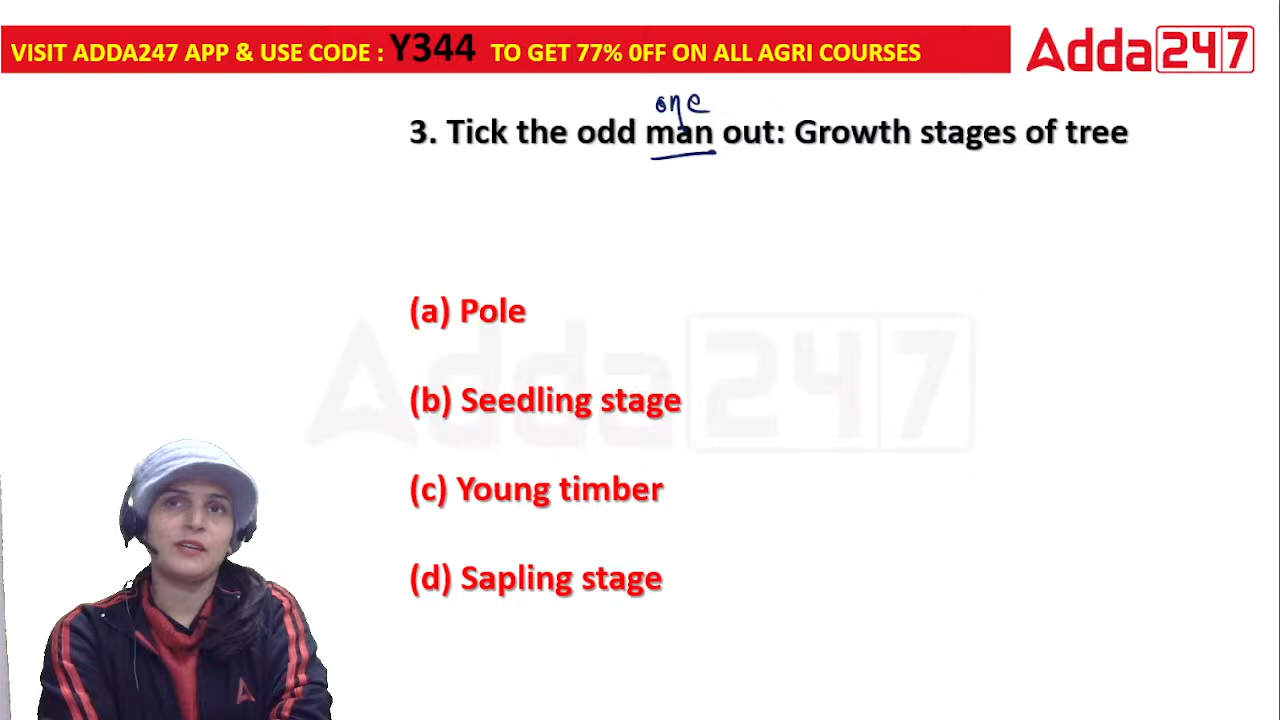 VISIT ADDA247 APP & USE CODE : Y344 TO GET 77% 0FF ON ALL AGRI COURSES
Adda247
one
3. Tick the odd man out: Growth stages of tree
(a) Pole
(b) Seedling stage
(c) Young timber
(d) Sapling stage
Adda247